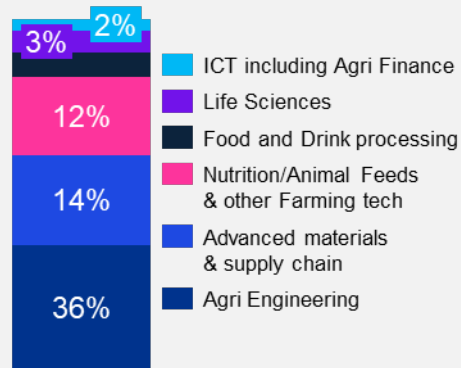 2%
3%
12%
14%
36%
ICT including Agri Finance
Life Sciences
Food and Drink processing
Nutrition/Animal Feeds
& other Farming tech
Advanced materials
& supply chain
Agri Engineering